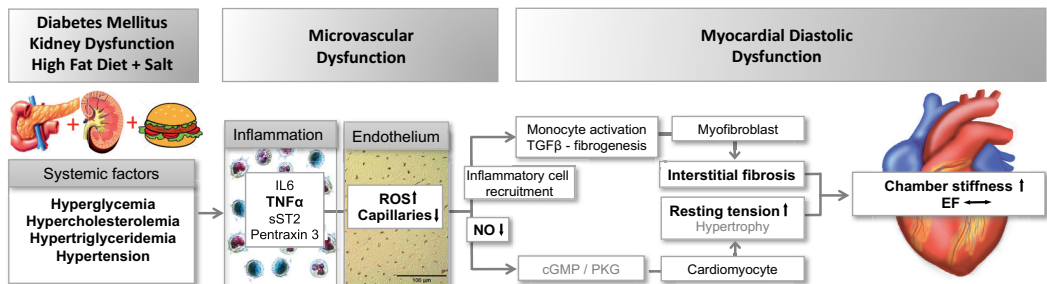 Diabetes Mellitus
Kidney Dysfunction
High Fat Diet + Salt
Microvascular
Dysfunction
Myocardial Diastolic
Dysfunction
+
+
Systemic factors
Hyperglycemia
Hypercholesterolemia
Hypertriglyceridemia
Hypertension
Inflammation
IL6
TNFα
sST2
Pentraxin 3
Endothelium
ROS↑
Capillaries↓
100 µm
Inflammatory cell
recruitment
NO↓
Monocyte activation
TGFβ - fibrogenesis
Myofibroblast
Interstitial fibrosis
Resting tension ↑
Hypertrophy
cGMP / PKG
Cardiomyocyte
Chamber stiffness ↑
EF ↔